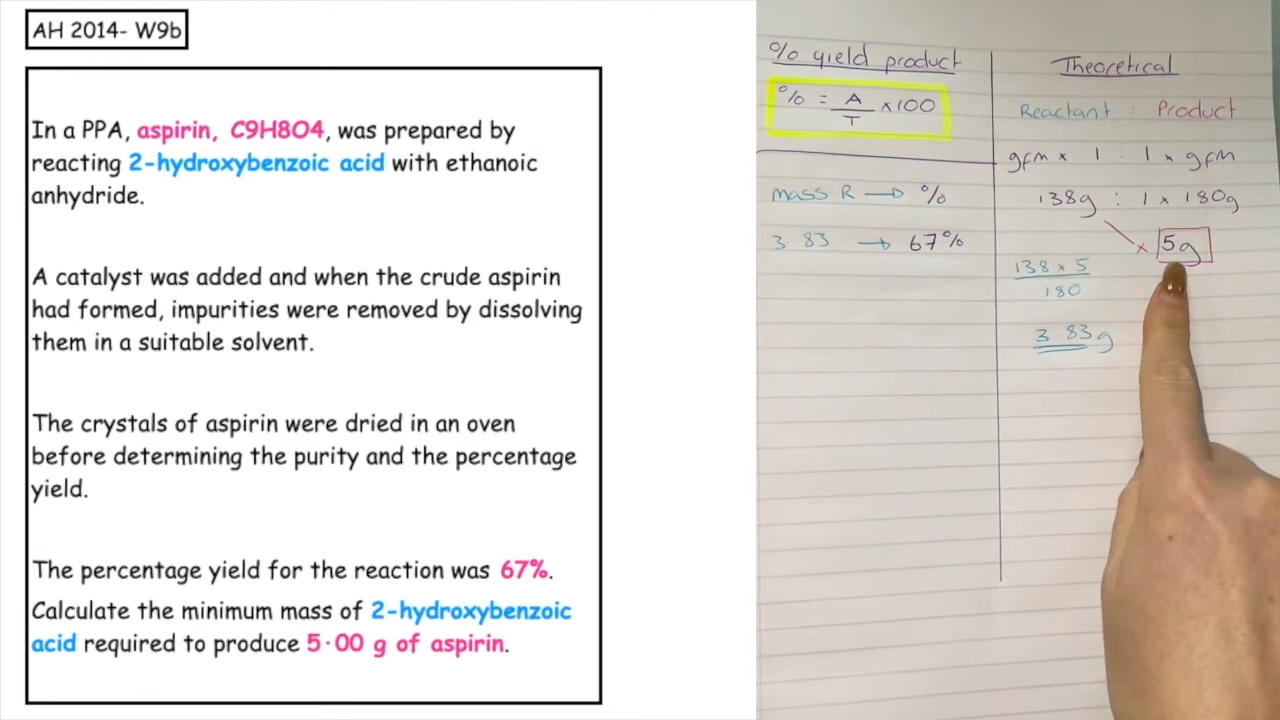 AH 2014- W9b
In a PPA, aspirin, C9H8O4, was prepared by
reacting 2-hydroxybenzoic acid with ethanoic
anhydride.
A catalyst was added and when the crude aspirin
had formed, impurities were removed by dissolving
them in a suitable solvent.
The crystals of aspirin were dried in an oven
before determining the purity and the percentage
yield.
The percentage yield for the reaction was 67%.
Calculate the minimum mass of 2-hydroxybenzoic
acid required to produce 5·00 g of aspirin.
% yield product
% = A/T ×100
mass R → %
3 83 → 67%
Theoretical
Reactant : Product
gfm × 1 : 1 × gfm
138g : 1 × 180g
× 5g
138 × 5
180
3 83g